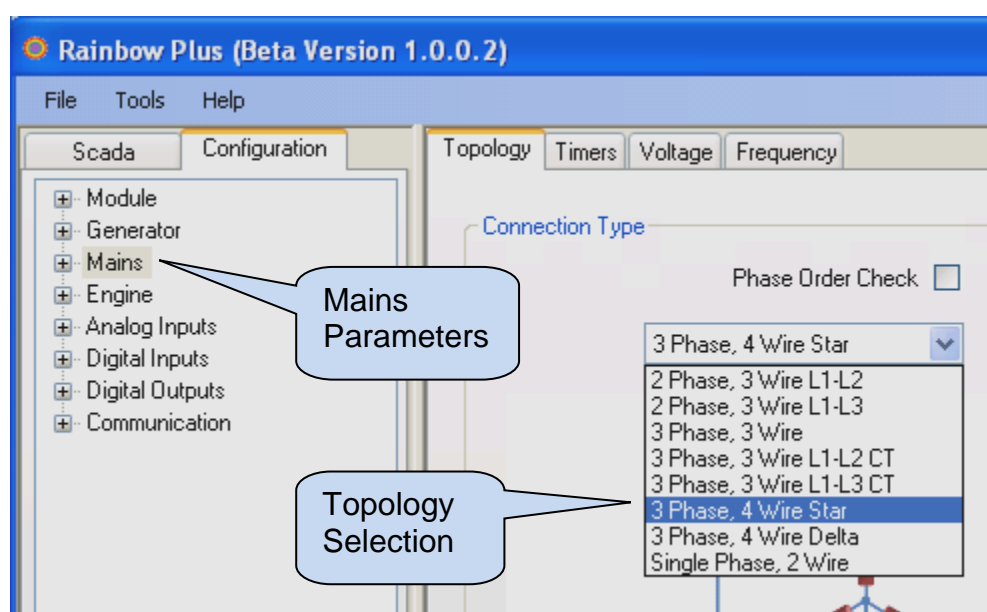 Rainbow Plus (Beta Version 1.0.0.2)
File Tools Help
Scada Configuration
Topology Timers Voltage Frequency
Module
Generator
Mains
Engine
Analog Inputs
Digital Inputs
Digital Outputs
Communication
Mains
Parameters
Connection Type
Phase Order Check
3 Phase, 4 Wire Star
2 Phase, 3 Wire L1-L2
2 Phase, 3 Wire L1-L3
3 Phase, 3 Wire
3 Phase, 3 Wire L1-L2 CT
3 Phase, 3 Wire L1-L3 CT
3 Phase, 4 Wire Star
3 Phase, 4 Wire Delta
Single Phase, 2 Wire
Topology
Selection